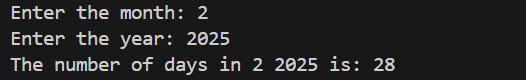 Enter the month: 2
Enter the year: 2025
The number of days in 2 2025 is: 28